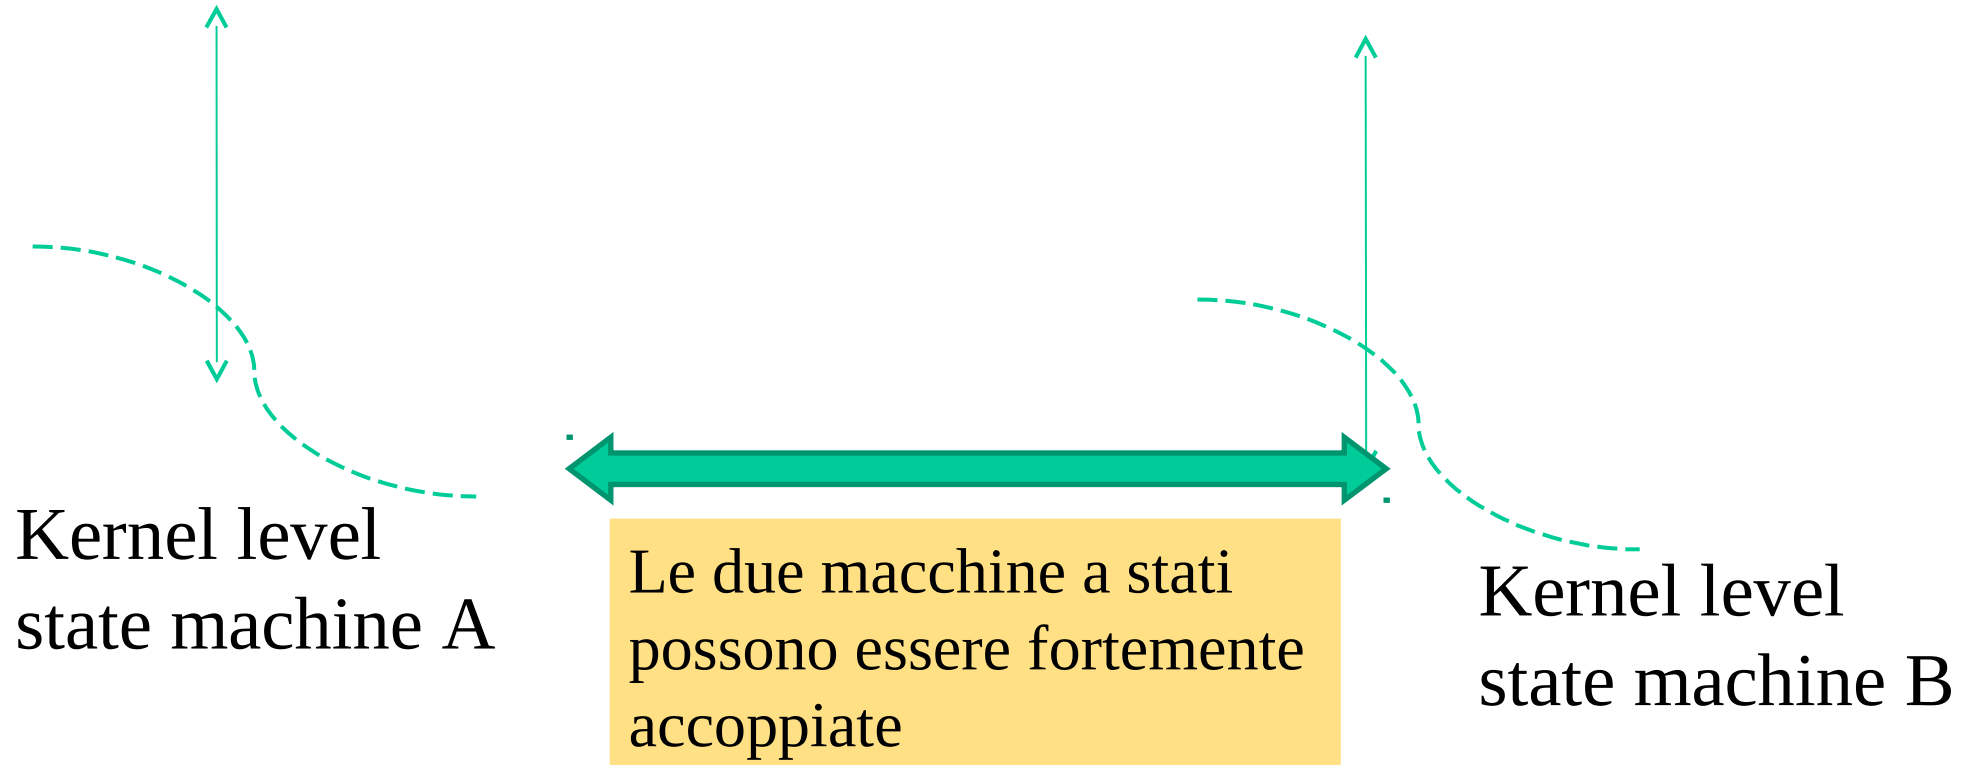 Kernel level
state machine A
Le due macchine a stati
possono essere fortemente
accoppiate
Kernel level
state machine B